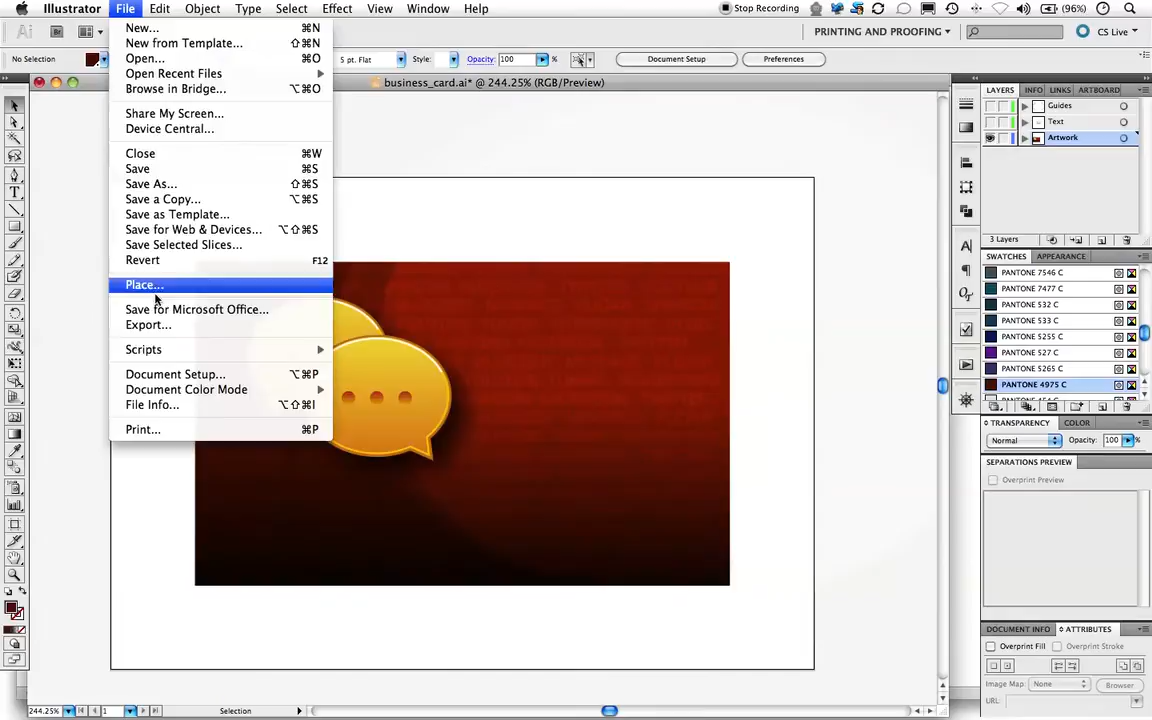 Illustrator File Edit Object Type Select Effect View Window Help Stop Recording (96%)
PRINTING AND PROOFING CS Live
No Selection 5 pt. Flat Style: Opacity: 100 % Document Setup Preferences
business_card.ai* @ 244.25% (RGB/Preview)
New... ⌘N
New from Template... ⇧⌘N
Open... ⌘O
Open Recent Files
Browse in Bridge... ⌥⌘O
Share My Screen...
Device Central...
Close ⌘W
Save ⌘S
Save As... ⇧⌘S
Save a Copy... ⌥⌘S
Save as Template...
Save for Web & Devices... ⌥⇧⌘S
Save Selected Slices...
Revert F12
Place...
Save for Microsoft Office...
Export...
Scripts
Document Setup... ⌥⌘P
Document Color Mode
File Info... ⌥⇧⌘I
Print... ⌘P
LAYERS INFO LINKS ARTBOARD
Guides
Text
Artwork
3 Layers
SWATCHES APPEARANCE
PANTONE 7546 C
PANTONE 7477 C
PANTONE 532 C
PANTONE 533 C
PANTONE 5255 C
PANTONE 527 C
PANTONE 5265 C
PANTONE 4975 C
TRANSPARENCY COLOR
Normal Opacity: 100 %
SEPARATIONS PREVIEW
Overprint Preview
DOCUMENT INFO ATTRIBUTES
Overprint Fill Overprint Stroke
Image Map: None Browser
URL:
244.25% 1 Selection